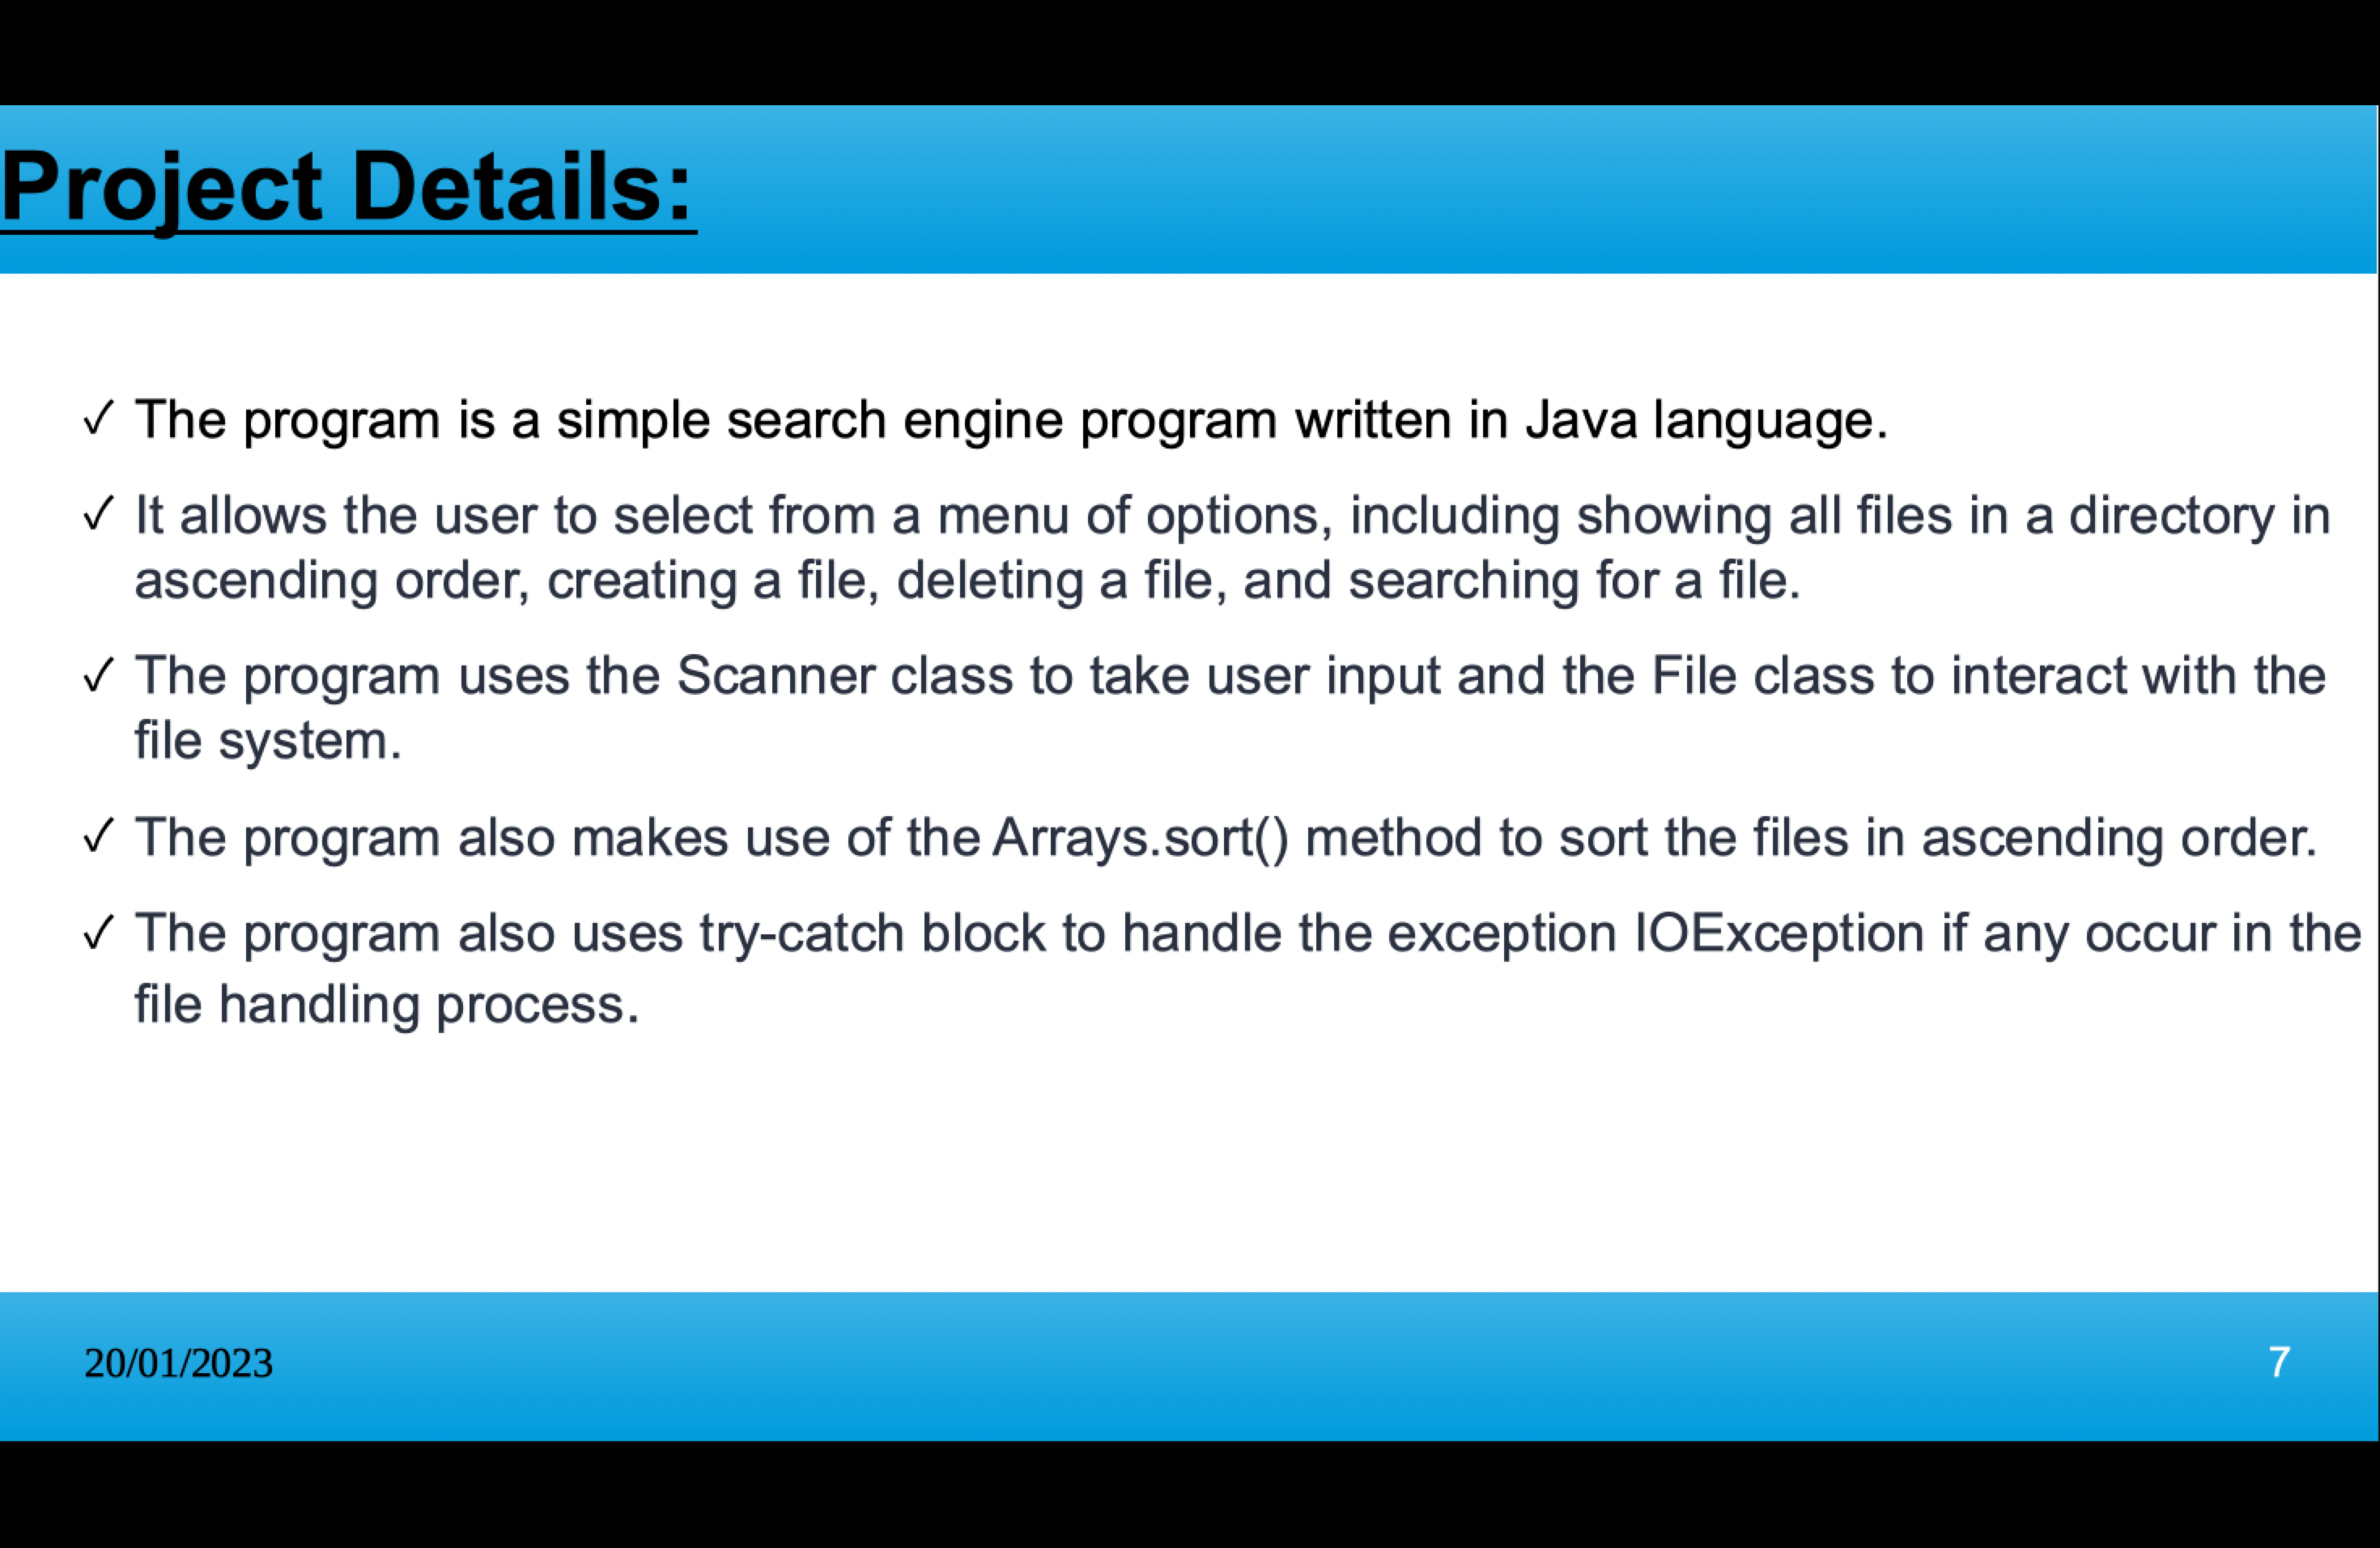 Project Details:
✓ The program is a simple search engine program written in Java language.
✓ It allows the user to select from a menu of options, including showing all files in a directory in
ascending order, creating a file, deleting a file, and searching for a file.
✓ The program uses the Scanner class to take user input and the File class to interact with the
file system.
✓ The program also makes use of the Arrays.sort() method to sort the files in ascending order.
✓ The program also uses try-catch block to handle the exception IOException if any occur in the
file handling process.
20/01/2023
7